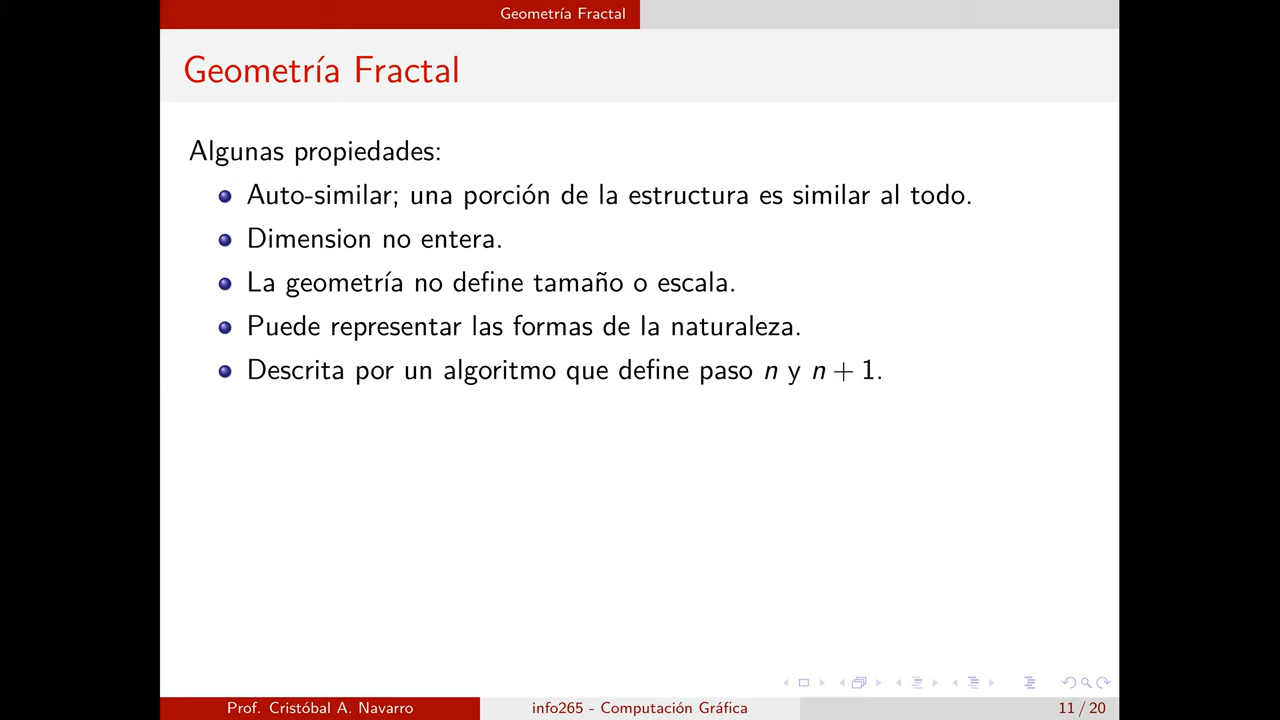 Geometría Fractal
Geometría Fractal
Algunas propiedades:
Auto-similar; una porción de la estructura es similar al todo.
Dimension no entera.
La geometría no define tamaño o escala.
Puede representar las formas de la naturaleza.
Descrita por un algoritmo que define paso n y n + 1.
Prof. Cristóbal A. Navarro
info265 - Computación Gráfica
11 / 20